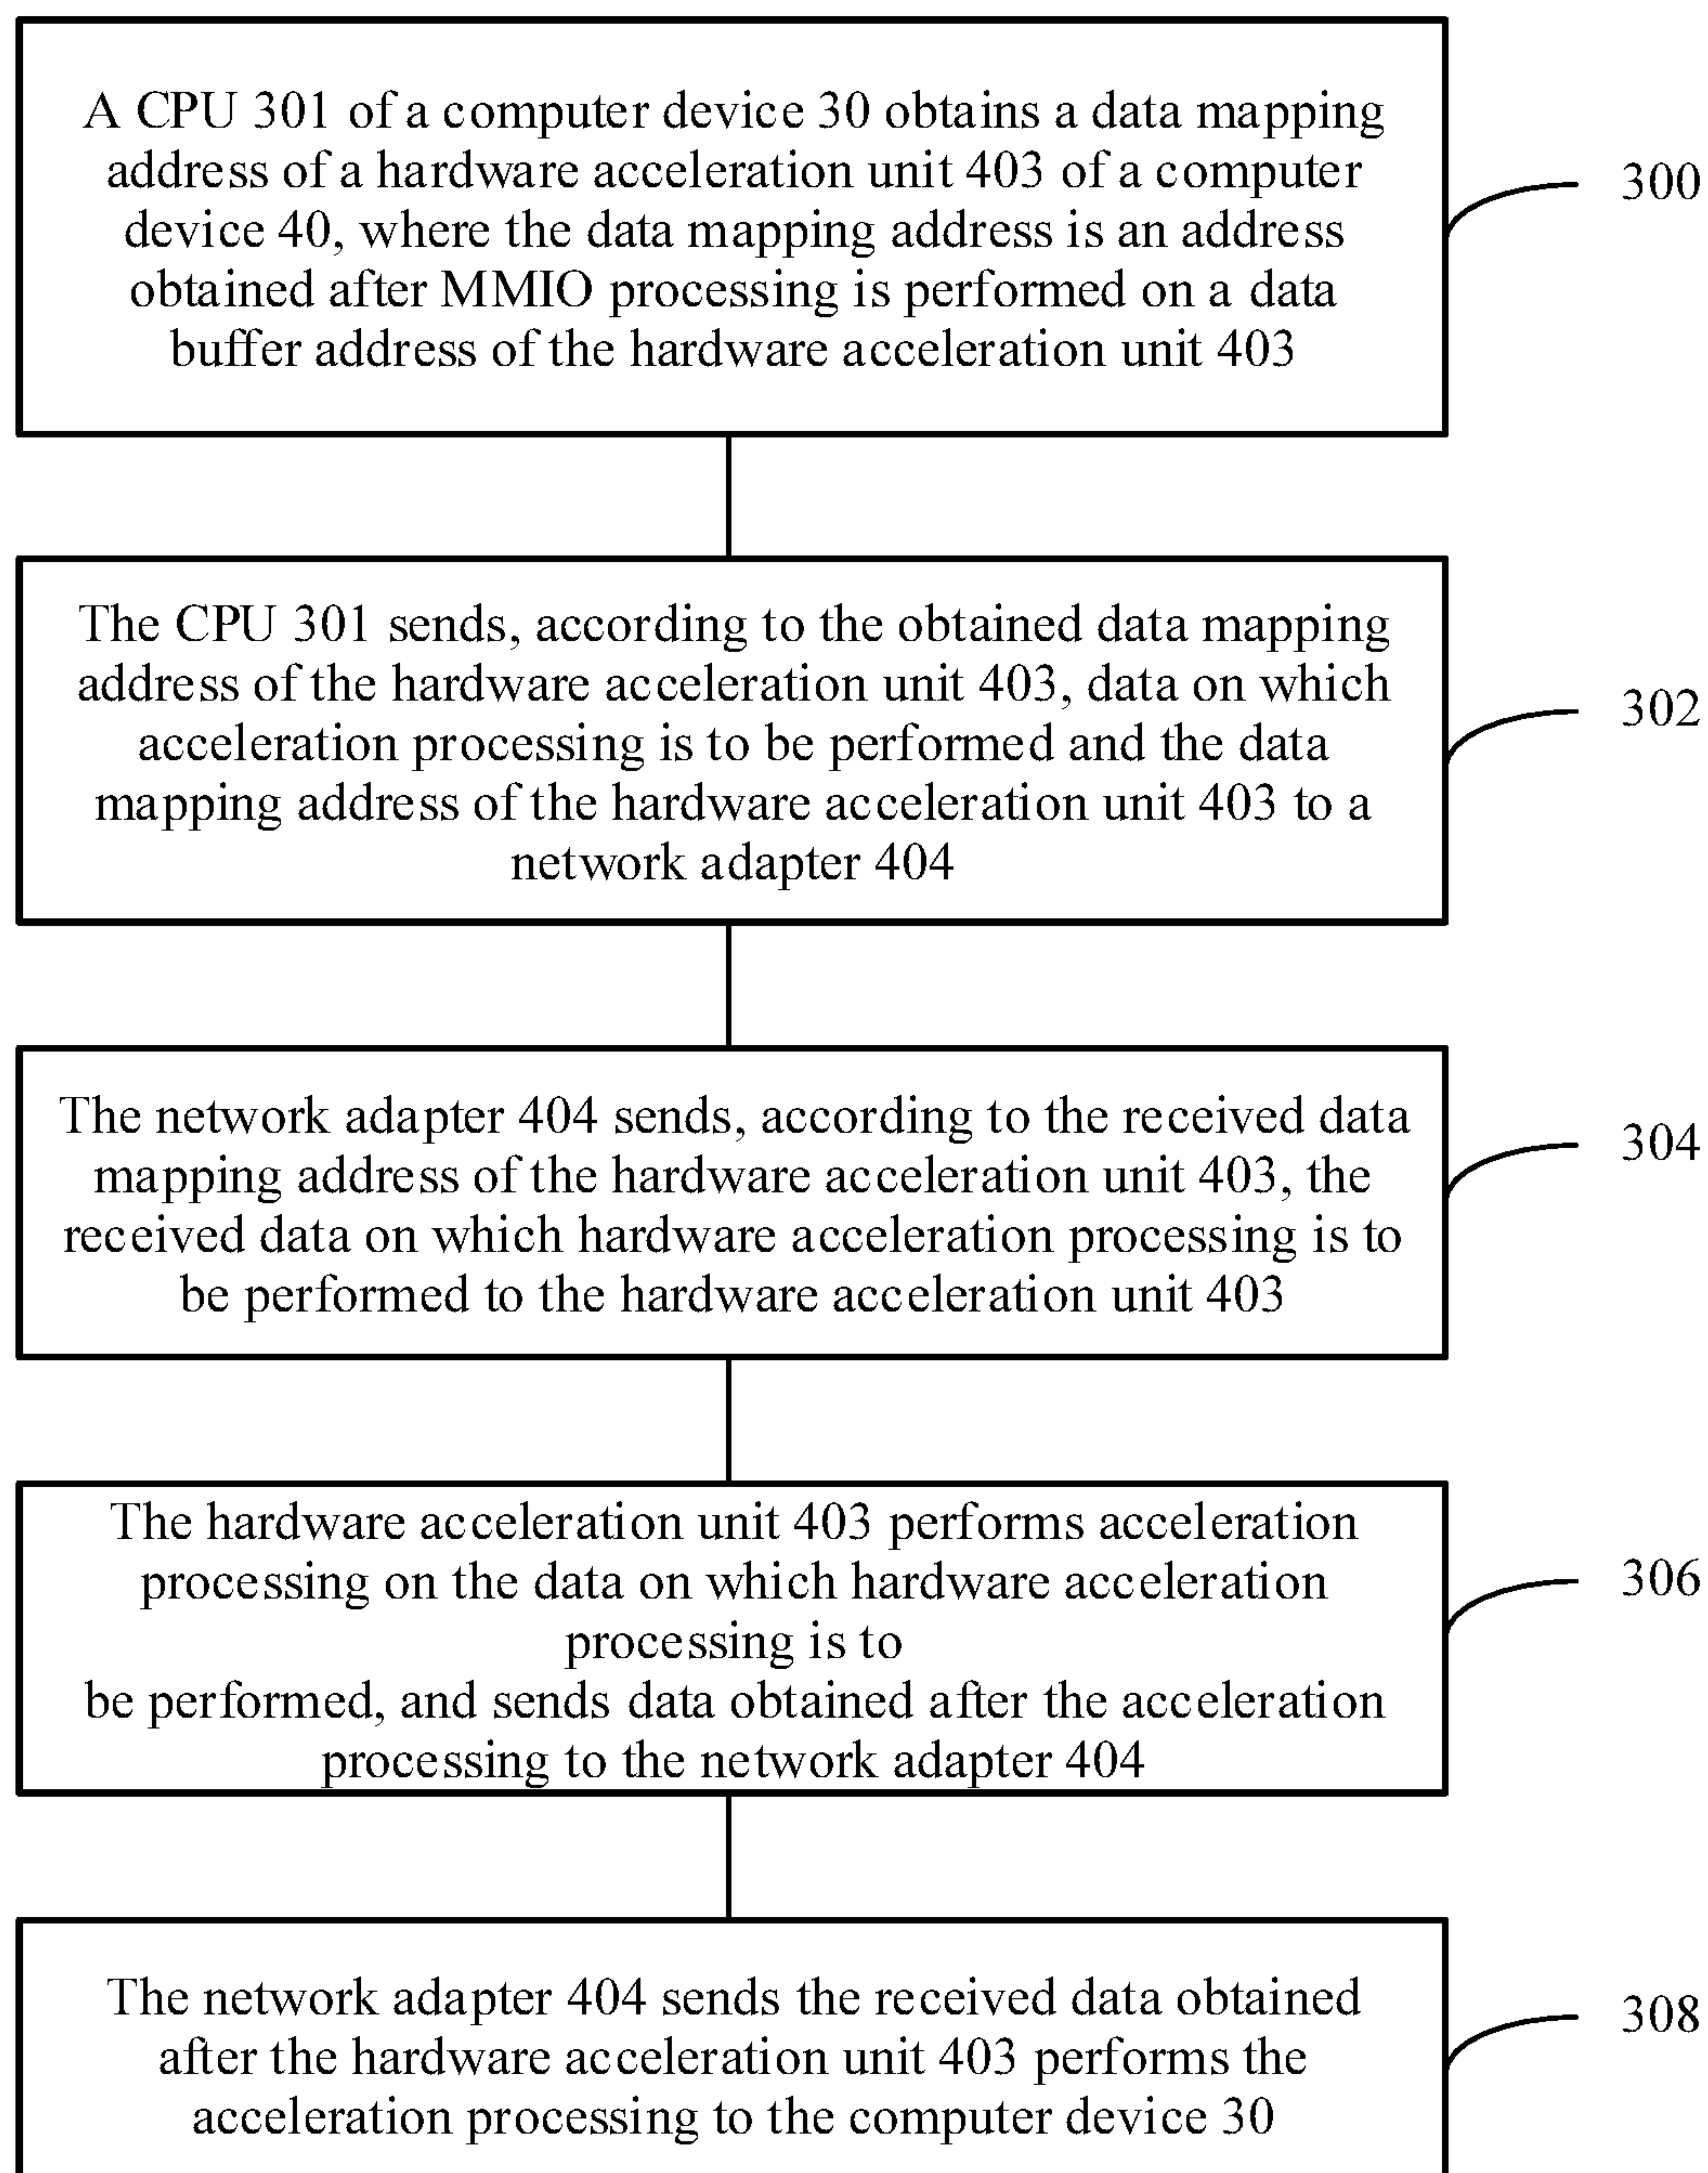 A CPU 301 of a computer device 30 obtains a data mapping
address of a hardware acceleration unit 403 of a computer
device 40, where the data mapping address is an address
obtained after MMIO processing is performed on a data
buffer address of the hardware acceleration unit 403
300
The CPU 301 sends, according to the obtained data mapping
address of the hardware acceleration unit 403, data on which
acceleration processing is to be performed and the data
mapping address of the hardware acceleration unit 403 to a
network adapter 404
302
The network adapter 404 sends, according to the received data
mapping address of the hardware acceleration unit 403, the
received data on which hardware acceleration processing is to
be performed to the hardware acceleration unit 403
304
The hardware acceleration unit 403 performs acceleration
processing on the data on which hardware acceleration
processing is to
be performed, and sends data obtained after the acceleration
processing to the network adapter 404
306
The network adapter 404 sends the received data obtained
after the hardware acceleration unit 403 performs the
acceleration processing to the computer device 30
308